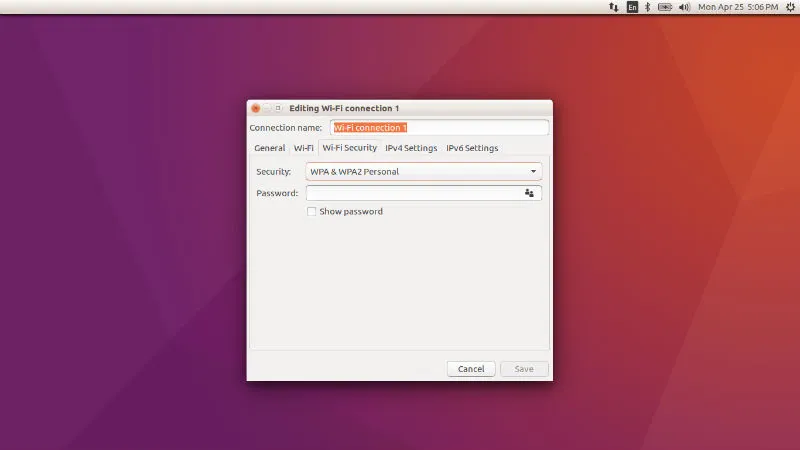 En Mon Apr 25 5:06 PM
Editing Wi-Fi connection 1
Connection name: Wi-Fi connection 1
General Wi-Fi Wi-Fi Security IPv4 Settings IPv6 Settings
Security: WPA & WPA2 Personal
Password:
Show password
Cancel Save